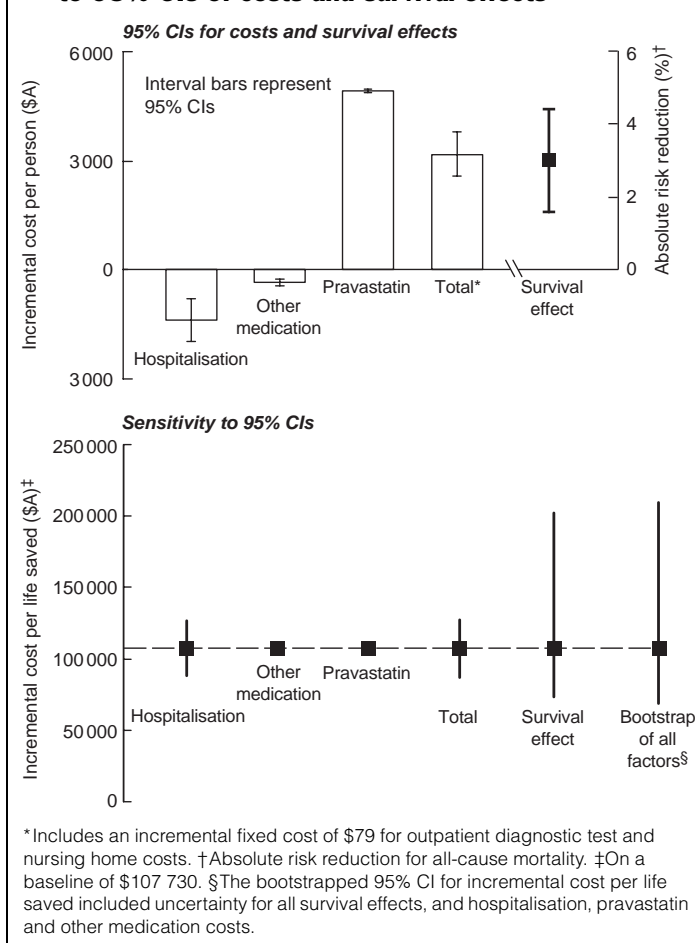 95% CIs for costs and survival effects
6 000
3 000
0
3 000
Incremental cost per person ($A)
Interval bars represent
95% CIs
6
4
2
0
Absolute risk reduction (%)†
Hospitalisation
Other
medication
Pravastatin
Total*
Survival
effect
Sensitivity to 95% CIs
250 000
200 000
150 000
100 000
50 000
0
Incremental cost per life saved ($A)‡
Hospitalisation
Other
medication
Pravastatin
Total
Survival
effect
Bootstrap
of all
factors§
*Includes an incremental fixed cost of $79 for outpatient diagnostic test and
nursing home costs. †Absolute risk reduction for all-cause mortality. ‡On a
baseline of $107 730. §The bootstrapped 95% CI for incremental cost per life
saved included uncertainty for all survival effects, and hospitalisation, pravastatin
and other medication costs.